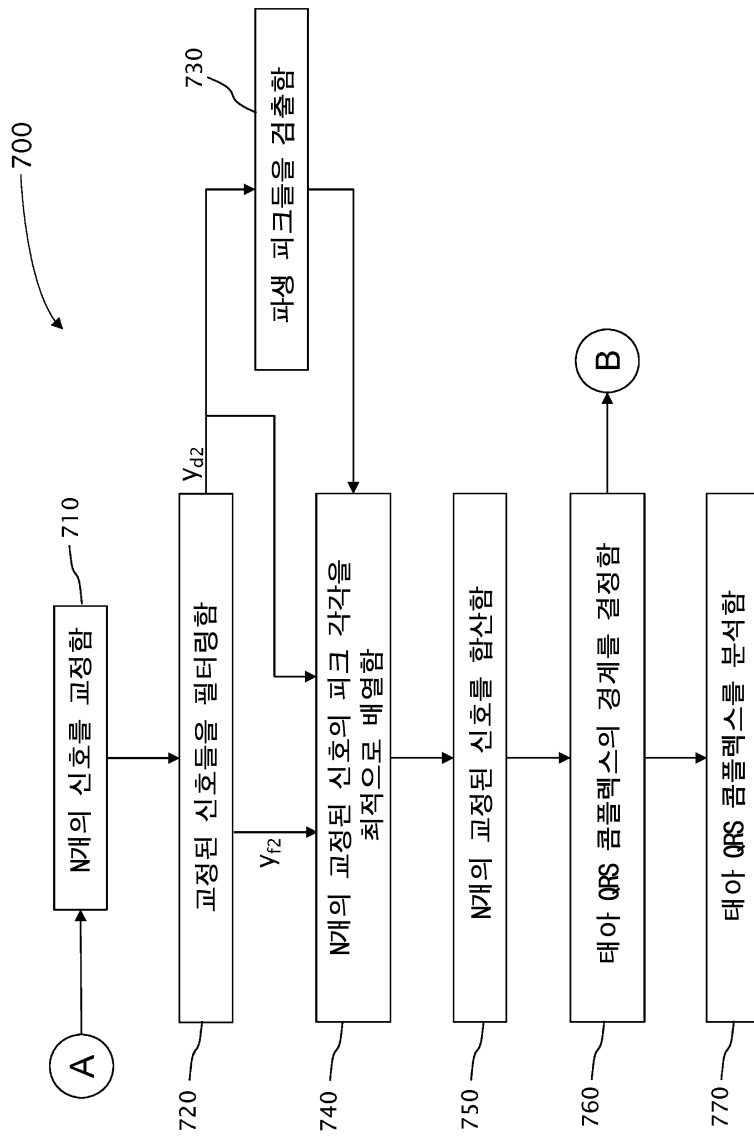 700
A
N개의 신호를 교정함
710
교정된 신호들을 필터링함
720
yd2
파생 피크들을 검출함
730
yf2
N개의 교정된 신호의 피크 각각을
최적으로 배열함
740
N개의 교정된 신호를 합산함
750
태아 QRS 콤플렉스의 경계를 결정함
760
B
태아 QRS 콤플렉스를 분석함
770